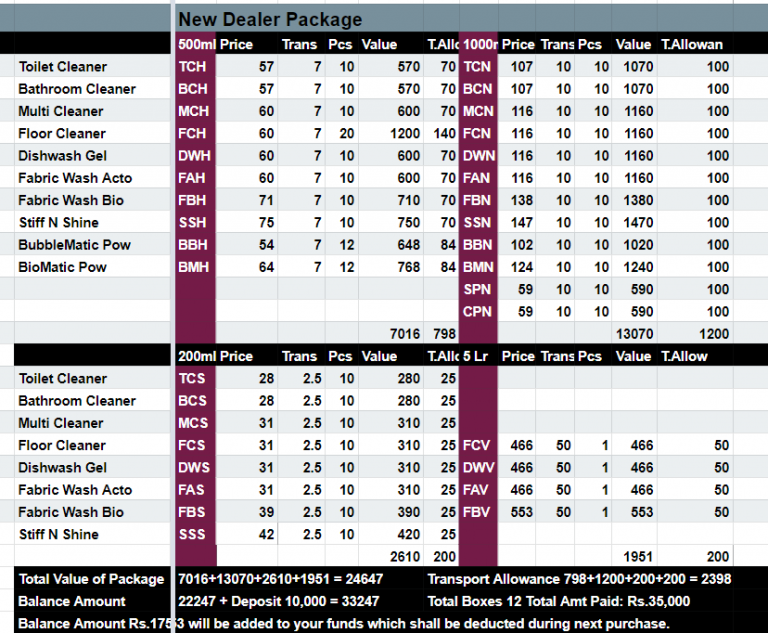 New Dealer Package
500ml Price Trans Pcs Value T.Allo 1000m Price Trans Pcs Value T.Allowan
Toilet Cleaner TCH 57 7 10 570 70 TCN 107 10 10 1070 100
Bathroom Cleaner BCH 57 7 10 570 70 BCN 107 10 10 1070 100
Multi Cleaner MCH 60 7 10 600 70 MCN 116 10 10 1160 100
Floor Cleaner FCH 60 7 20 1200 140 FCN 116 10 10 1160 100
Dishwash Gel DWH 60 7 10 600 70 DWN 116 10 10 1160 100
Fabric Wash Acto FAH 60 7 10 600 70 FAN 116 10 10 1160 100
Fabric Wash Bio FBH 71 7 10 710 70 FBN 138 10 10 1380 100
Stiff N Shine SSH 75 7 10 750 70 SSN 147 10 10 1470 100
BubbleMatic Pow BBH 54 7 12 648 84 BBN 102 10 10 1020 100
BioMatic Pow BMH 64 7 12 768 84 BMN 124 10 10 1240 100
SPN 59 10 10 590 100
CPN 59 10 10 590 100
7016 798 13070 1200
200ml Price Trans Pcs Value T.Allo 5 Lr Price Trans Pcs Value T.Allow
Toilet Cleaner TCS 28 2.5 10 280 25
Bathroom Cleaner BCS 28 2.5 10 280 25
Multi Cleaner MCS 31 2.5 10 310 25
Floor Cleaner FCS 31 2.5 10 310 25 FCV 466 50 1 466 50
Dishwash Gel DWS 31 2.5 10 310 25 DWV 466 50 1 466 50
Fabric Wash Acto FAS 31 2.5 10 310 25 FAV 466 50 1 466 50
Fabric Wash Bio FBS 39 2.5 10 390 25 FBV 553 50 1 553 50
Stiff N Shine SSS 42 2.5 10 420 25
2610 200 1951 200
Total Value of Package 7016+13070+2610+1951 = 24647 Transport Allowance 798+1200+200+200 = 2398
Balance Amount 22247 + Deposit 10,000 = 33247 Total Boxes 12 Total Amt Paid: Rs.35,000
Balance Amount Rs.1753 will be added to your funds which shall be deducted during next purchase.